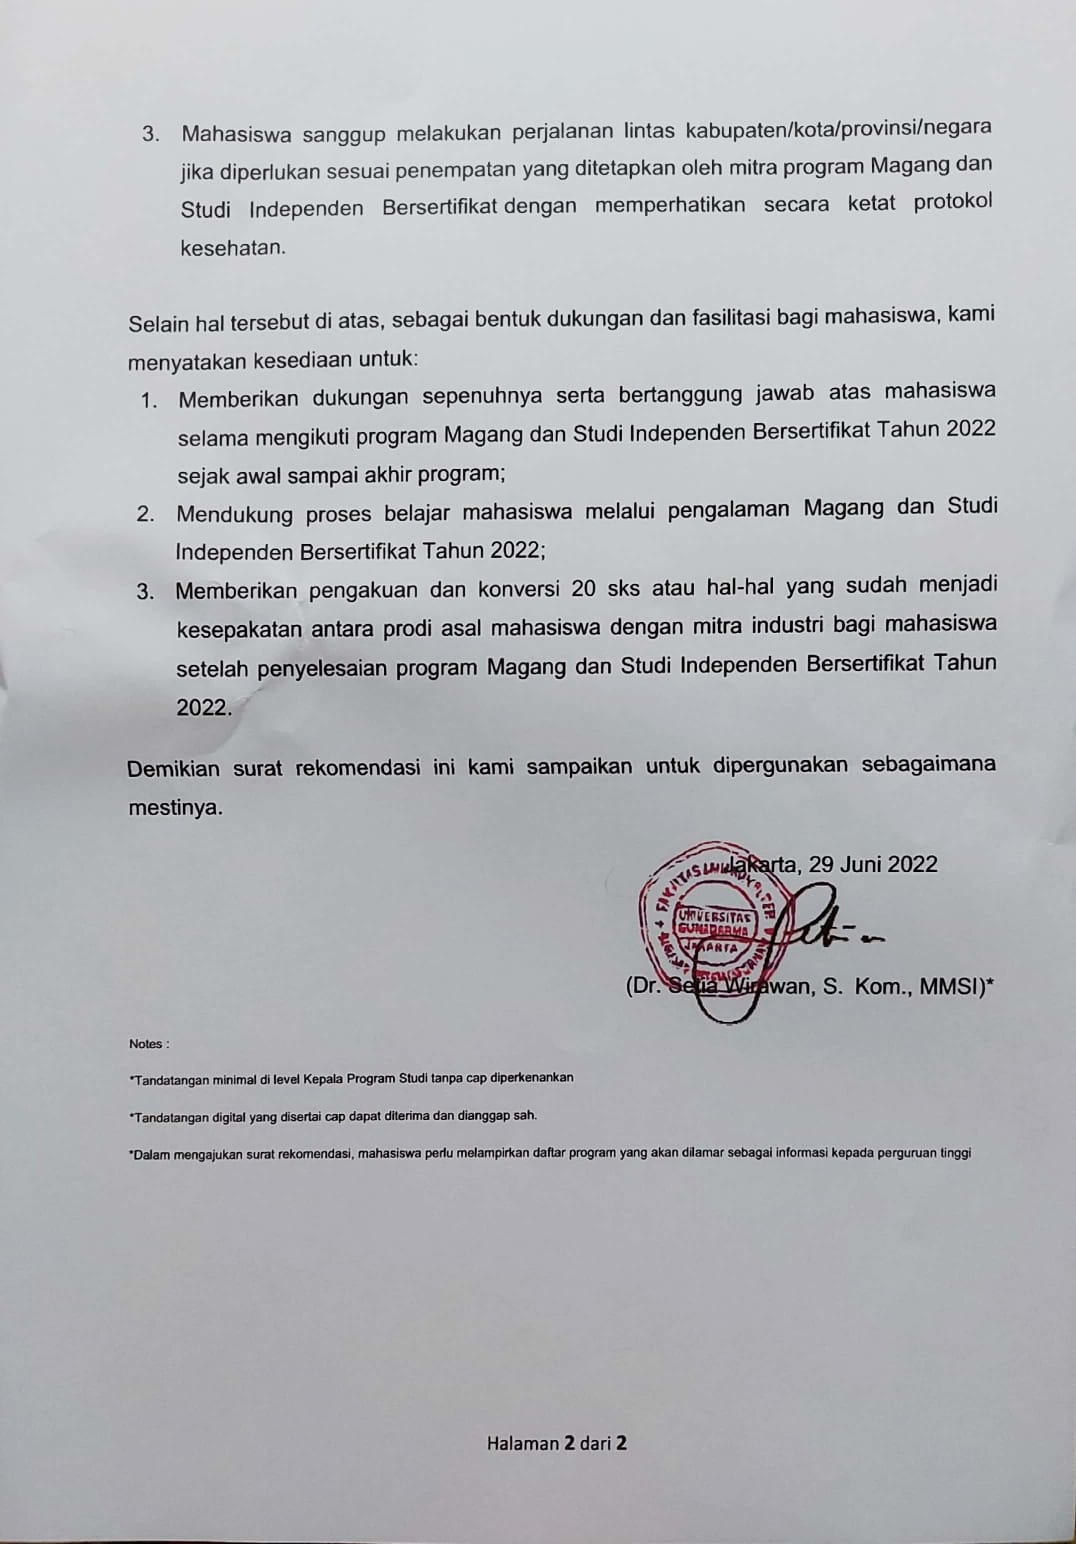 3. Mahasiswa sanggup melakukan perjalanan lintas kabupaten/kota/provinsi/negara
jika diperlukan sesuai penempatan yang ditetapkan oleh mitra program Magang dan
Studi Independen Bersertifikat dengan memperhatikan secara ketat protokol
kesehatan.
Selain hal tersebut di atas, sebagai bentuk dukungan dan fasilitasi bagi mahasiswa, kami
menyatakan kesediaan untuk:
1. Memberikan dukungan sepenuhnya serta bertanggung jawab atas mahasiswa
selama mengikuti program Magang dan Studi Independen Bersertifikat Tahun 2022
sejak awal sampai akhir program;
2. Mendukung proses belajar mahasiswa melalui pengalaman Magang dan Studi
Independen Bersertifikat Tahun 2022;
3. Memberikan pengakuan dan konversi 20 sks atau hal-hal yang sudah menjadi
kesepakatan antara prodi asal mahasiswa dengan mitra industri bagi mahasiswa
setelah penyelesaian program Magang dan Studi Independen Bersertifikat Tahun
2022.
Demikian surat rekomendasi ini kami sampaikan untuk dipergunakan sebagaimana
mestinya.
Jakarta, 29 Juni 2022
UNIVERSITAS
GUNADARMA
JAKARTA
(Dr. Setia Wirawan, S. Kom., MMSI)*
Notes :
*Tandatangan minimal di level Kepala Program Studi tanpa cap diperkenankan
*Tandatangan digital yang disertai cap dapat diterima dan dianggap sah.
*Dalam mengajukan surat rekomendasi, mahasiswa perlu melampirkan daftar program yang akan dilamar sebagai informasi kepada perguruan tinggi
Halaman 2 dari 2